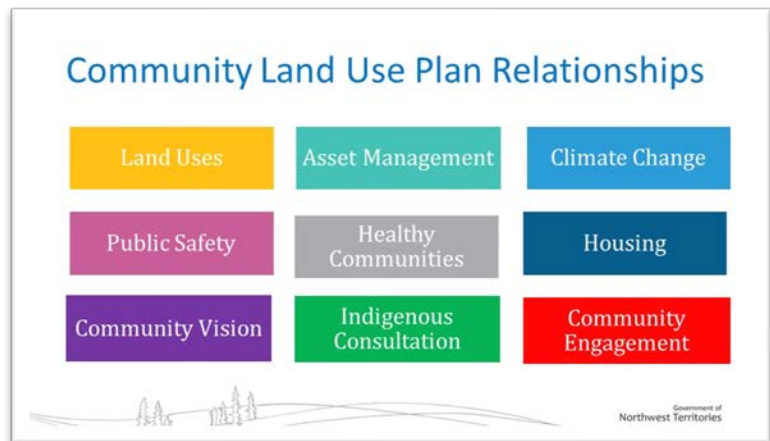 Community Land Use Plan Relationships
Land Uses
Asset Management
Climate Change
Public Safety
Healthy
Communities
Housing
Community Vision
Indigenous
Consultation
Community
Engagement
Government of
Northwest Territories